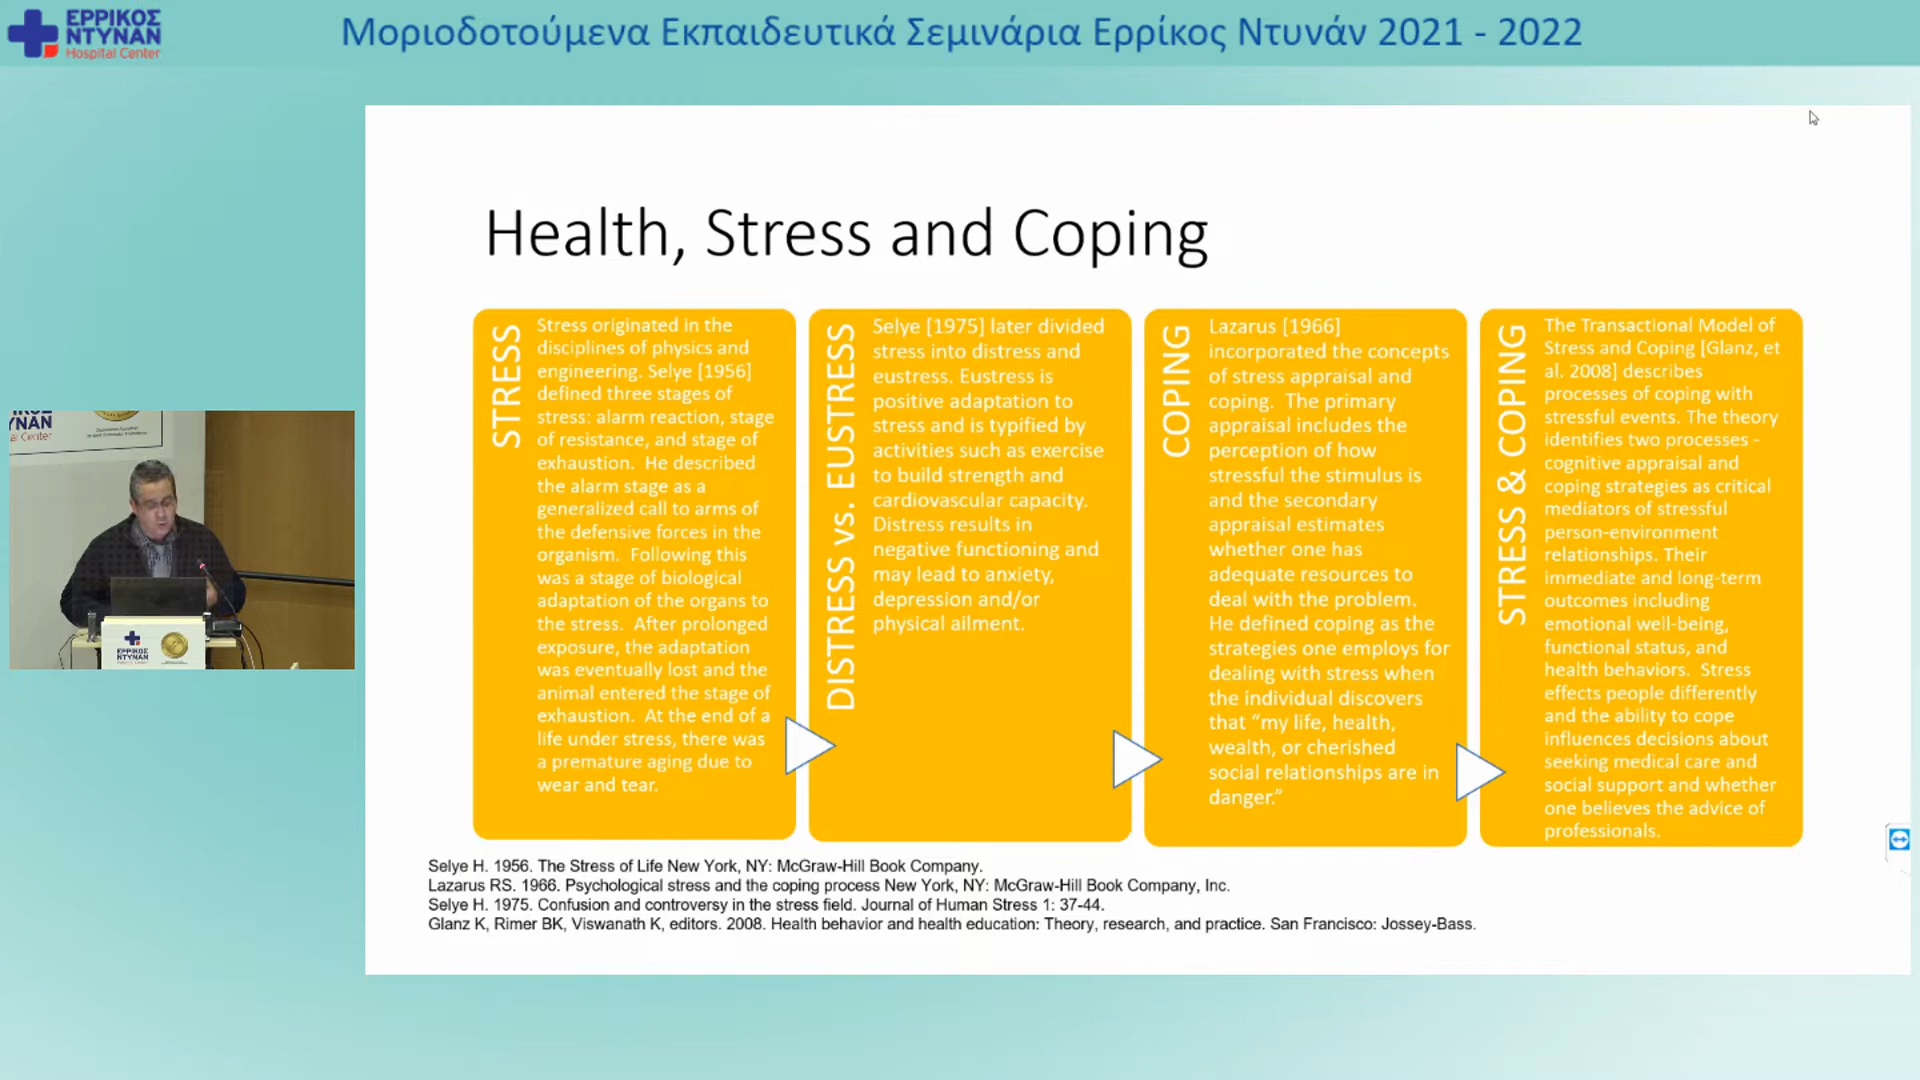 ΕΡΡΙΚΟΣ
ΝΤΥΝΑΝ
Hospital Center
Μοριοδοτούμενα Εκπαιδευτικά Σεμινάρια Ερρίκος Ντυνάν 2021 - 2022
Health, Stress and Coping
STRESS
Stress originated in the
disciplines of physics and
engineering. Selye [1956]
defined three stages of
stress: alarm reaction, stage
of resistance, and stage of
exhaustion. He described
the alarm stage as a
generalized call to arms of
the defensive forces in the
organism. Following this
was a stage of biological
adaptation of the organs to
the stress. After prolonged
exposure, the adaptation
was eventually lost and the
animal entered the stage of
exhaustion. At the end of a
life under stress, there was
a premature aging due to
wear and tear.
DISTRESS vs. EUSTRESS
Selye [1975] later divided
stress into distress and
eustress. Eustress is
positive adaptation to
stress and is typified by
activities such as exercise
to build strength and
cardiovascular capacity.
Distress results in
negative functioning and
may lead to anxiety,
depression and/or
physical ailment.
COPING
Lazarus [1966]
incorporated the concepts
of stress appraisal and
coping. The primary
appraisal includes the
perception of how
stressful the stimulus is
and the secondary
appraisal estimates
whether one has
adequate resources to
deal with the problem.
He defined coping as the
strategies one employs for
dealing with stress when
the individual discovers
that “my life, health,
wealth, or cherished
social relationships are in
danger.”
STRESS & COPING
The Transactional Model of
Stress and Coping [Glanz, et
al. 2008] describes
processes of coping with
stressful events. The theory
identifies two processes -
cognitive appraisal and
coping strategies as critical
mediators of stressful
person-environment
relationships. Their
immediate and long-term
outcomes including
emotional well-being,
functional status, and
health behaviors. Stress
effects people differently
and the ability to cope
influences decisions about
seeking medical care and
social support and whether
one believes the advice of
professionals.
Selye H. 1956. The Stress of Life New York, NY: McGraw-Hill Book Company.
Lazarus RS. 1966. Psychological stress and the coping process New York, NY: McGraw-Hill Book Company, Inc.
Selye H. 1975. Confusion and controversy in the stress field. Journal of Human Stress 1: 37-44.
Glanz K, Rimer BK, Viswanath K, editors. 2008. Health behavior and health education: Theory, research, and practice. San Francisco: Jossey-Bass.
ΥΝΑΝ
al Center
ΕΡΡΙΚΟΣ
ΝΤΥΝΑΝ